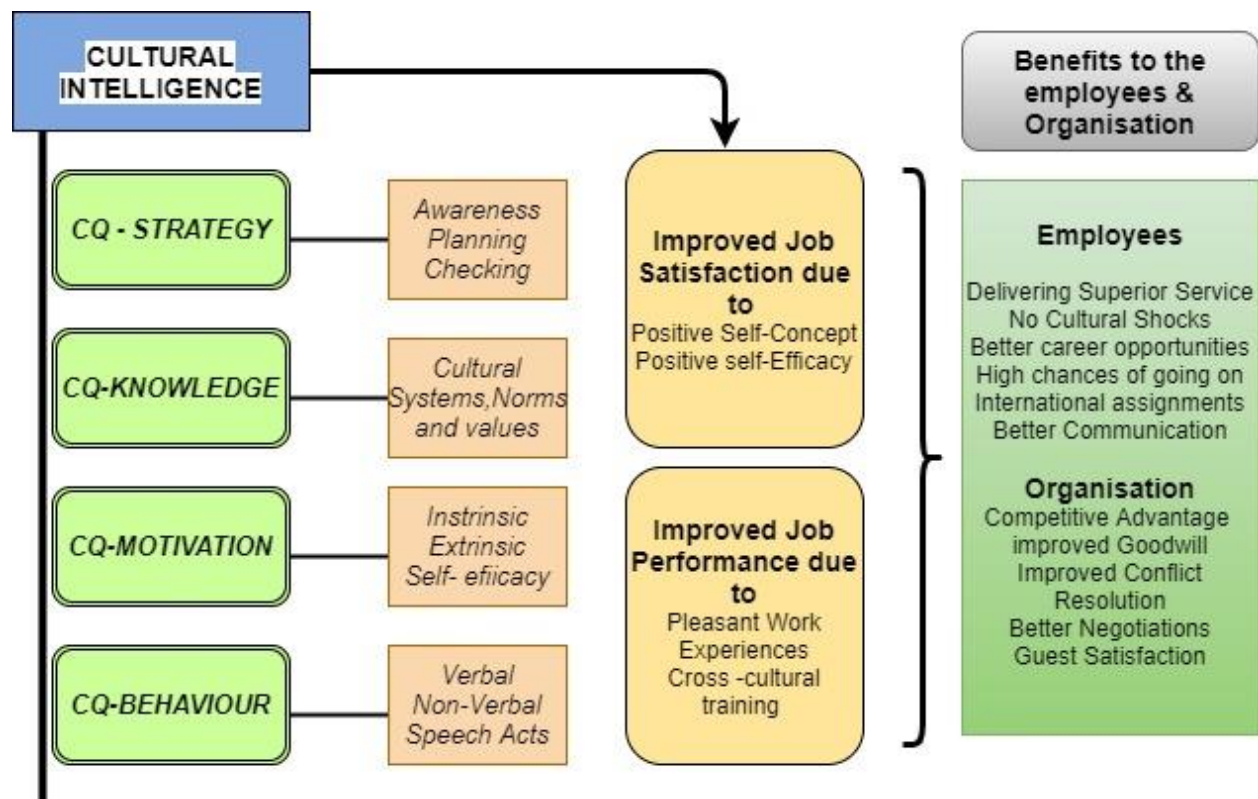 CULTURAL
INTELLIGENCE
CQ - STRATEGY
Awareness
Planning
Checking
CQ-KNOWLEDGE
Cultural
Systems,Norms
and values
CQ-MOTIVATION
Instrinsic
Extrinsic
Self- efiicacy
CQ-BEHAVIOUR
Verbal
Non-Verbal
Speech Acts
Improved Job
Satisfaction due
to
Positive Self-Concept
Positive self-Efficacy
Improved Job
Performance due
to
Pleasant Work
Experiences
Cross -cultural
training
Benefits to the
employees &
Organisation
Employees
Delivering Superior Service
No Cultural Shocks
Better career opportunities
High chances of going on
International assignments
Better Communication
Organisation
Competitive Advantage
improved Goodwill
Improved Conflict
Resolution
Better Negotiations
Guest Satisfaction